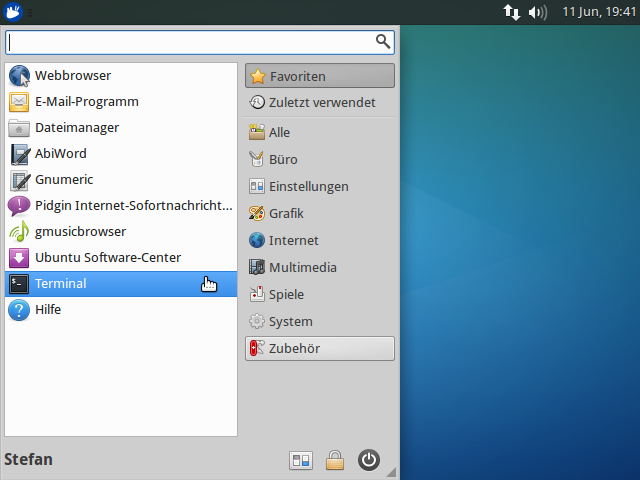 11 Jun, 19:41
Webbrowser
E-Mail-Programm
Dateimanager
AbiWord
Gnumeric
Pidgin Internet-Sofortnachricht...
gmusicbrowser
Ubuntu Software-Center
Terminal
Hilfe
Favoriten
Zuletzt verwendet
Alle
Büro
Einstellungen
Grafik
Internet
Multimedia
Spiele
System
Zubehör
Stefan